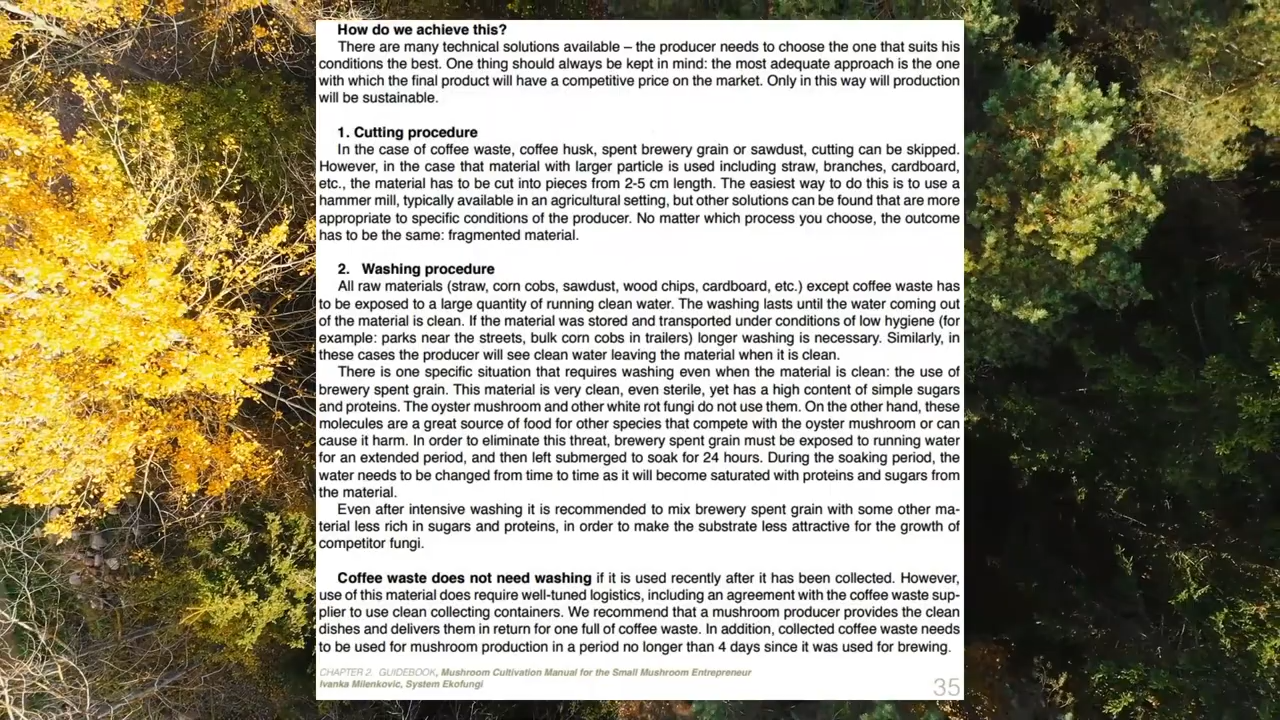 How do we achieve this?
There are many technical solutions available – the producer needs to choose the one that suits his
conditions the best. One thing should always be kept in mind: the most adequate approach is the one
with which the final product will have a competitive price on the market. Only in this way will production
will be sustainable.
1. Cutting procedure
In the case of coffee waste, coffee husk, spent brewery grain or sawdust, cutting can be skipped.
However, in the case that material with larger particle is used including straw, branches, cardboard,
etc., the material has to be cut into pieces from 2-5 cm length. The easiest way to do this is to use a
hammer mill, typically available in an agricultural setting, but other solutions can be found that are more
appropriate to specific conditions of the producer. No matter which process you choose, the outcome
has to be the same: fragmented material.
2. Washing procedure
All raw materials (straw, corn cobs, sawdust, wood chips, cardboard, etc.) except coffee waste has
to be exposed to a large quantity of running clean water. The washing lasts until the water coming out
of the material is clean. If the material was stored and transported under conditions of low hygiene (for
example: parks near the streets, bulk corn cobs in trailers) longer washing is necessary. Similarly, in
these cases the producer will see clean water leaving the material when it is clean.
There is one specific situation that requires washing even when the material is clean: the use of
brewery spent grain. This material is very clean, even sterile, yet has a high content of simple sugars
and proteins. The oyster mushroom and other white rot fungi do not use them. On the other hand, these
molecules are a great source of food for other species that compete with the oyster mushroom or can
cause it harm. In order to eliminate this threat, brewery spent grain must be exposed to running water
for an extended period, and then left submerged to soak for 24 hours. During the soaking period, the
water needs to be changed from time to time as it will become saturated with proteins and sugars from
the material.
Even after intensive washing it is recommended to mix brewery spent grain with some other ma-
terial less rich in sugars and proteins, in order to make the substrate less attractive for the growth of
competitor fungi.
Coffee waste does not need washing if it is used recently after it has been collected. However,
use of this material does require well-tuned logistics, including an agreement with the coffee waste sup-
plier to use clean collecting containers. We recommend that a mushroom producer provides the clean
dishes and delivers them in return for one full of coffee waste. In addition, collected coffee waste needs
to be used for mushroom production in a period no longer than 4 days since it was used for brewing.
CHAPTER 2. GUIDEBOOK, Mushroom Cultivation Manual for the Small Mushroom Entrepreneur
Ivanka Milenkovic, System Ekofungi
35